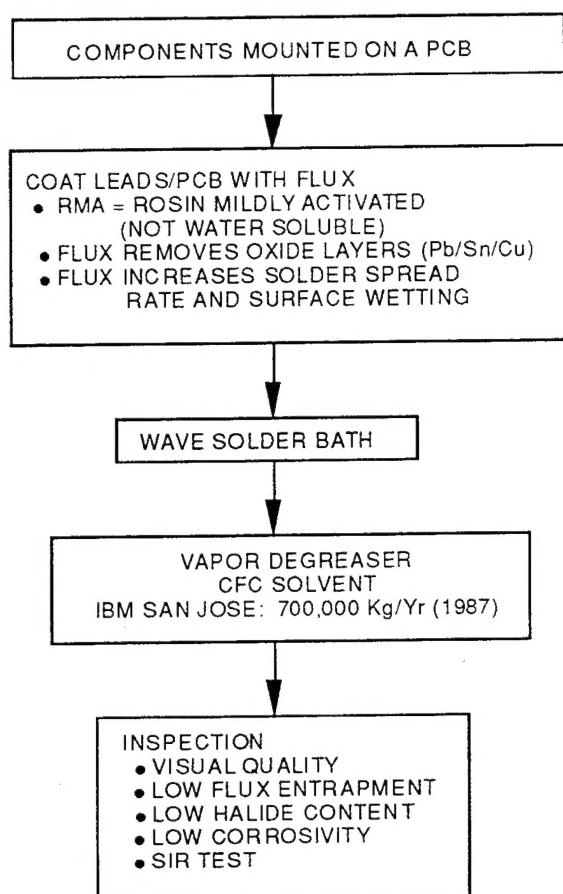 COMPONENTS MOUNTED ON A PCB
COAT LEADS/PCB WITH FLUX
• RMA = ROSIN MILDLY ACTIVATED
(NOT WATER SOLUBLE)
• FLUX REMOVES OXIDE LAYERS (Pb/Sn/Cu)
• FLUX INCREASES SOLDER SPREAD
RATE AND SURFACE WETTING
WAVE SOLDER BATH
VAPOR DEGREASER
CFC SOLVENT
IBM SAN JOSE: 700,000 Kg/Yr (1987)
INSPECTION
• VISUAL QUALITY
• LOW FLUX ENTRAPMENT
• LOW HALIDE CONTENT
• LOW CORROSIVITY
• SIR TEST